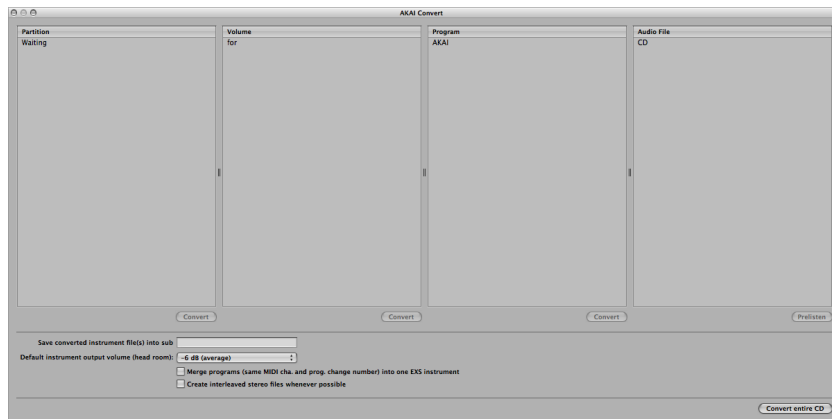 AKAI Convert
Partition Volume Program Audio File
Waiting for AKAI CD
Convert Convert Convert Prelisten
Save converted instrument file(s) into sub
Default instrument output volume (head room): -6 dB (average)
Merge programs (same MIDI cha. and prog. change number) into one EXS instrument
Create interleaved stereo files whenever possible
Convert entire CD